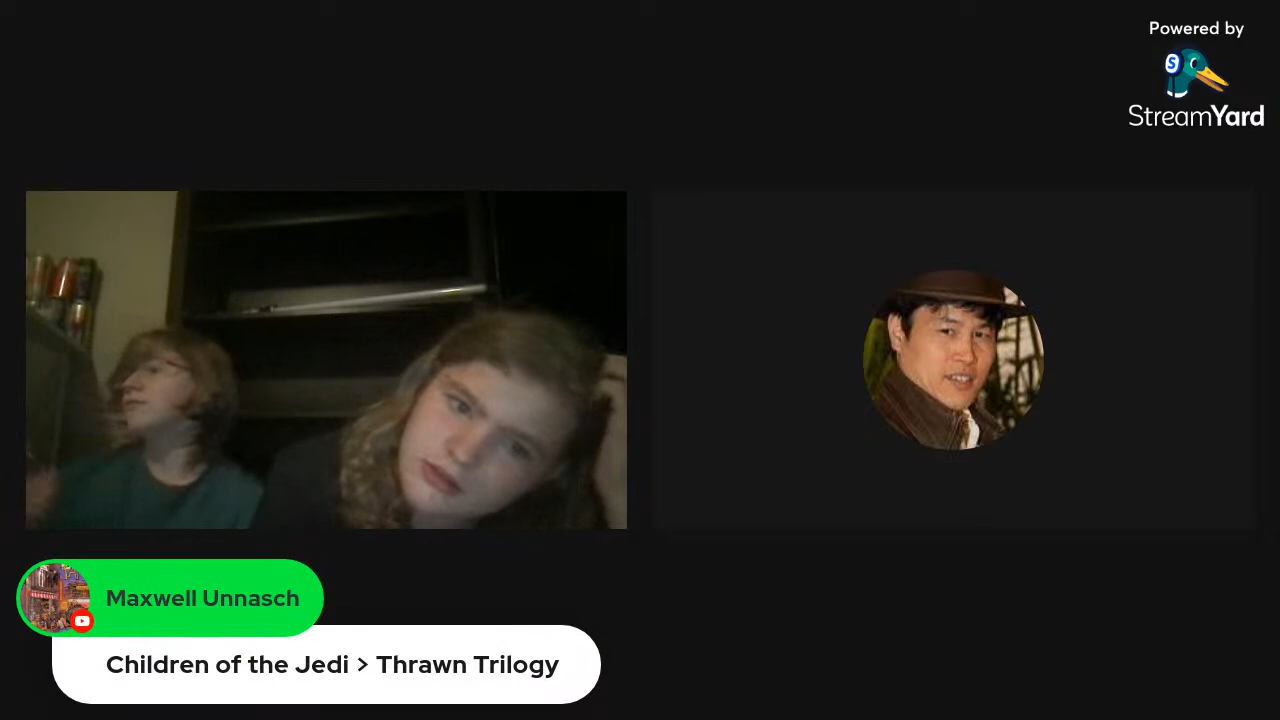 Powered by
S
StreamYard
Maxwell Unnasch
Children of the Jedi > Thrawn Trilogy